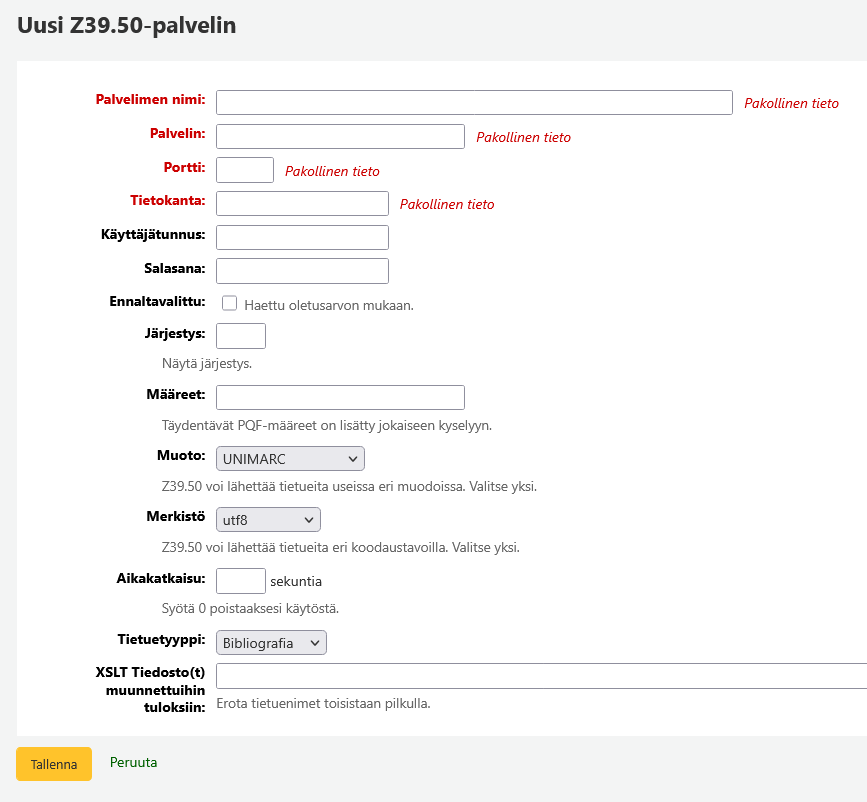 Uusi Z39.50-palvelin
Palvelimen nimi: Pakollinen tieto
Palvelin: Pakollinen tieto
Portti: Pakollinen tieto
Tietokanta: Pakollinen tieto
Käyttäjätunnus:
Salasana:
Ennaltavalittu: Haettu oletusarvon mukaan.
Järjestys:
Näytä järjestys.
Määreet:
Täydentävät PQF-määreet on lisätty jokaiseen kyselyyn.
Muoto: UNIMARC
Z39.50 voi lähettää tietueita useissa eri muodoissa. Valitse yksi.
Merkistö utf8
Z39.50 voi lähettää tietueita eri koodaustavoilla. Valitse yksi.
Aikakatkaisu: sekuntia
Syötä 0 poistaaksesi käytöstä.
Tietuetyyppi: Bibliografia
XSLT Tiedosto(t)
muunnettuihin
tuloksiin: Erota tietuenimet toisistaan pilkulla.
Tallenna Peruuta